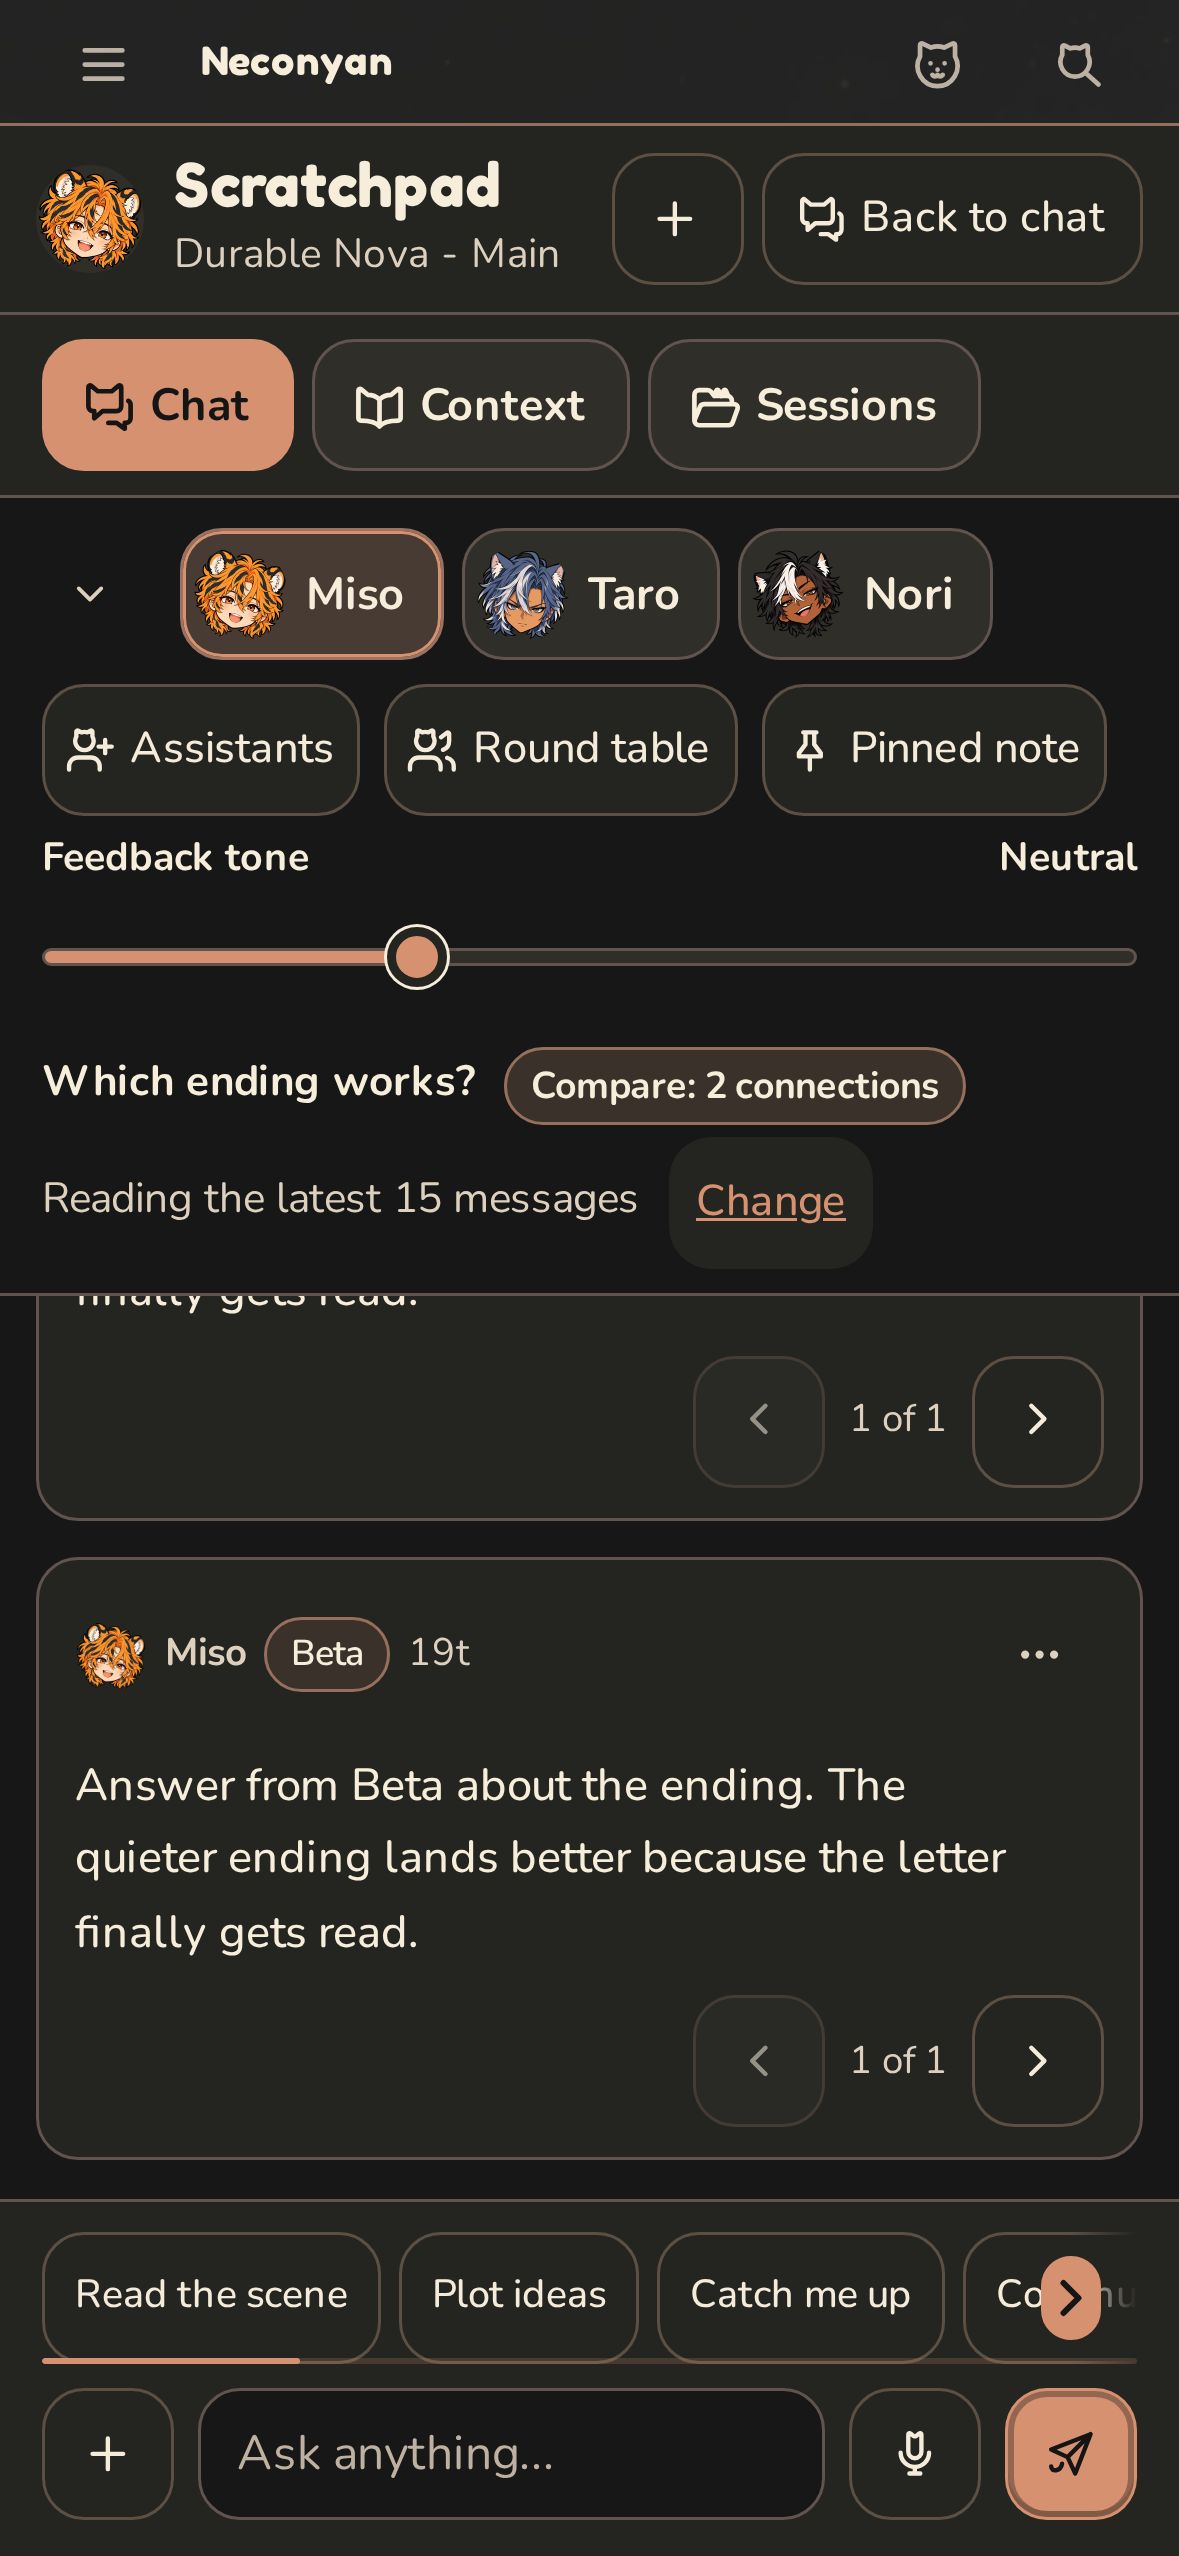 Neconyan
Scratchpad
Durable Nova - Main
Back to chat
Chat
Context
Sessions
Miso
Taro
Nori
Assistants
Round table
Pinned note
Feedback tone
Neutral
Which ending works?
Compare: 2 connections
Reading the latest 15 messages
Change
finally gets read.
1 of 1
Miso
Beta
19t
Answer from Beta about the ending. The
quieter ending lands better because the letter
finally gets read.
1 of 1
Read the scene
Plot ideas
Catch me up
Ask anything...